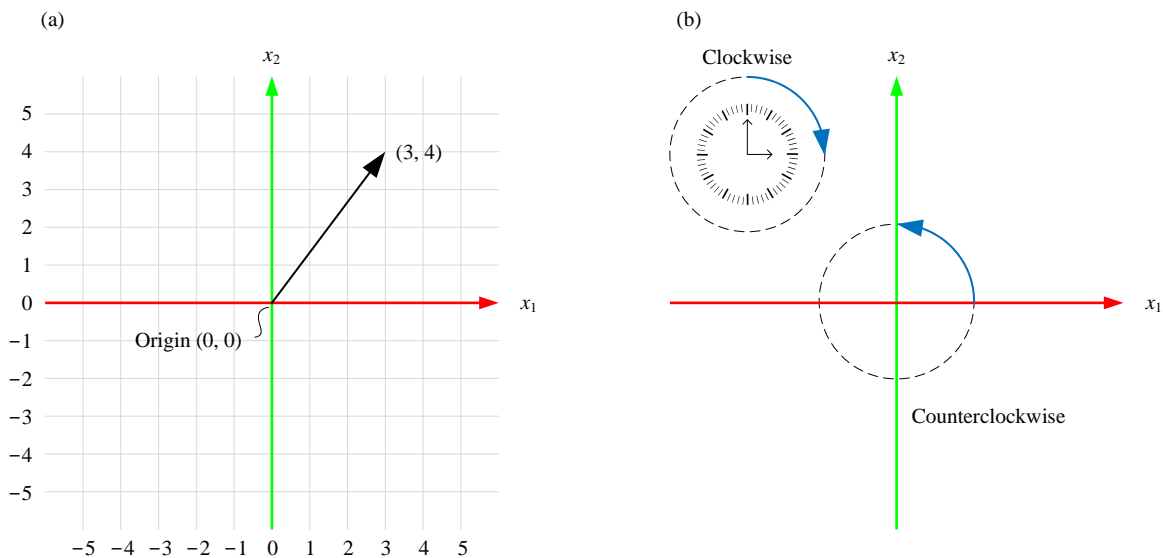 (a)
x₂
5
4
3
2
1
0
−1
−2
−3
−4
−5
(3, 4)
x₁
Origin (0, 0)
−5 −4 −3 −2 −1 0 1 2 3 4 5
(b)
Clockwise
x₂
x₁
Counterclockwise